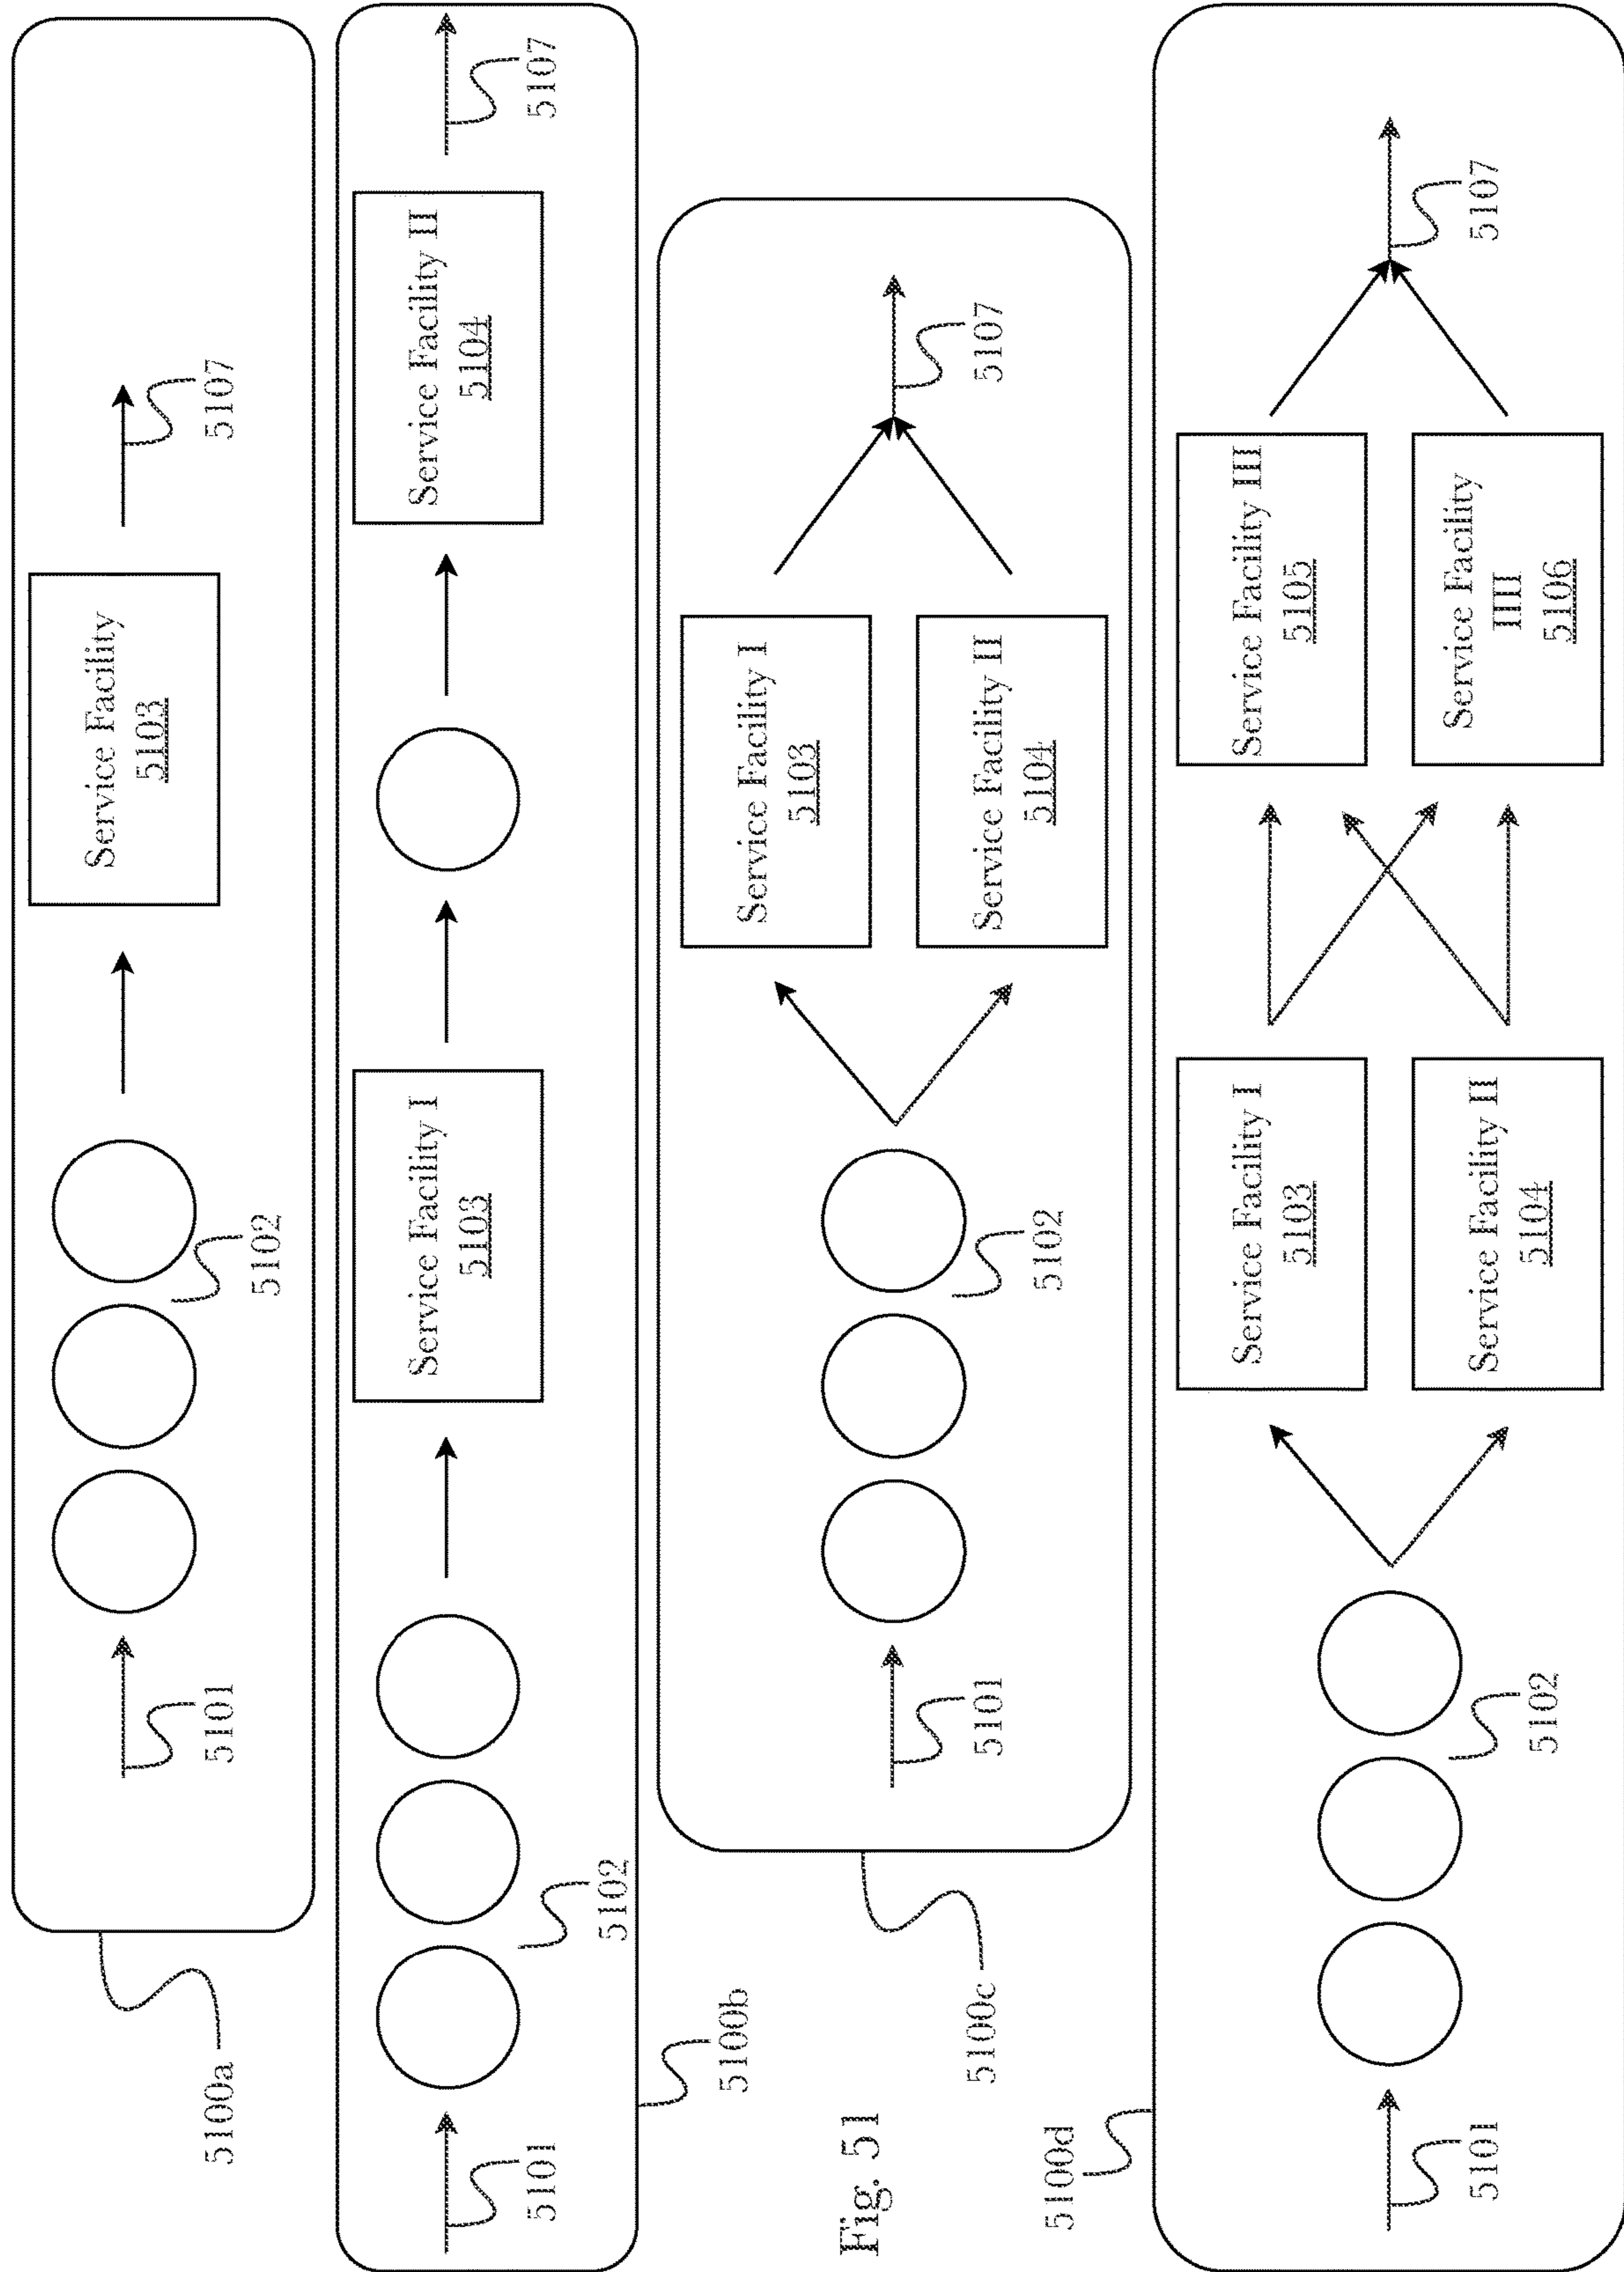 5100a
5101
5102
Service Facility
5103
5107
5100b
5101
5102
Service Facility I
5103
Service Facility II
5104
5107
5100c
5101
5102
Service Facility I
5103
Service Facility II
5104
5107
Fig. 51
5100d
5101
5102
Service Facility I
5103
Service Facility II
5104
Service Facility III
5105
Service Facility
IIII
5106
5107